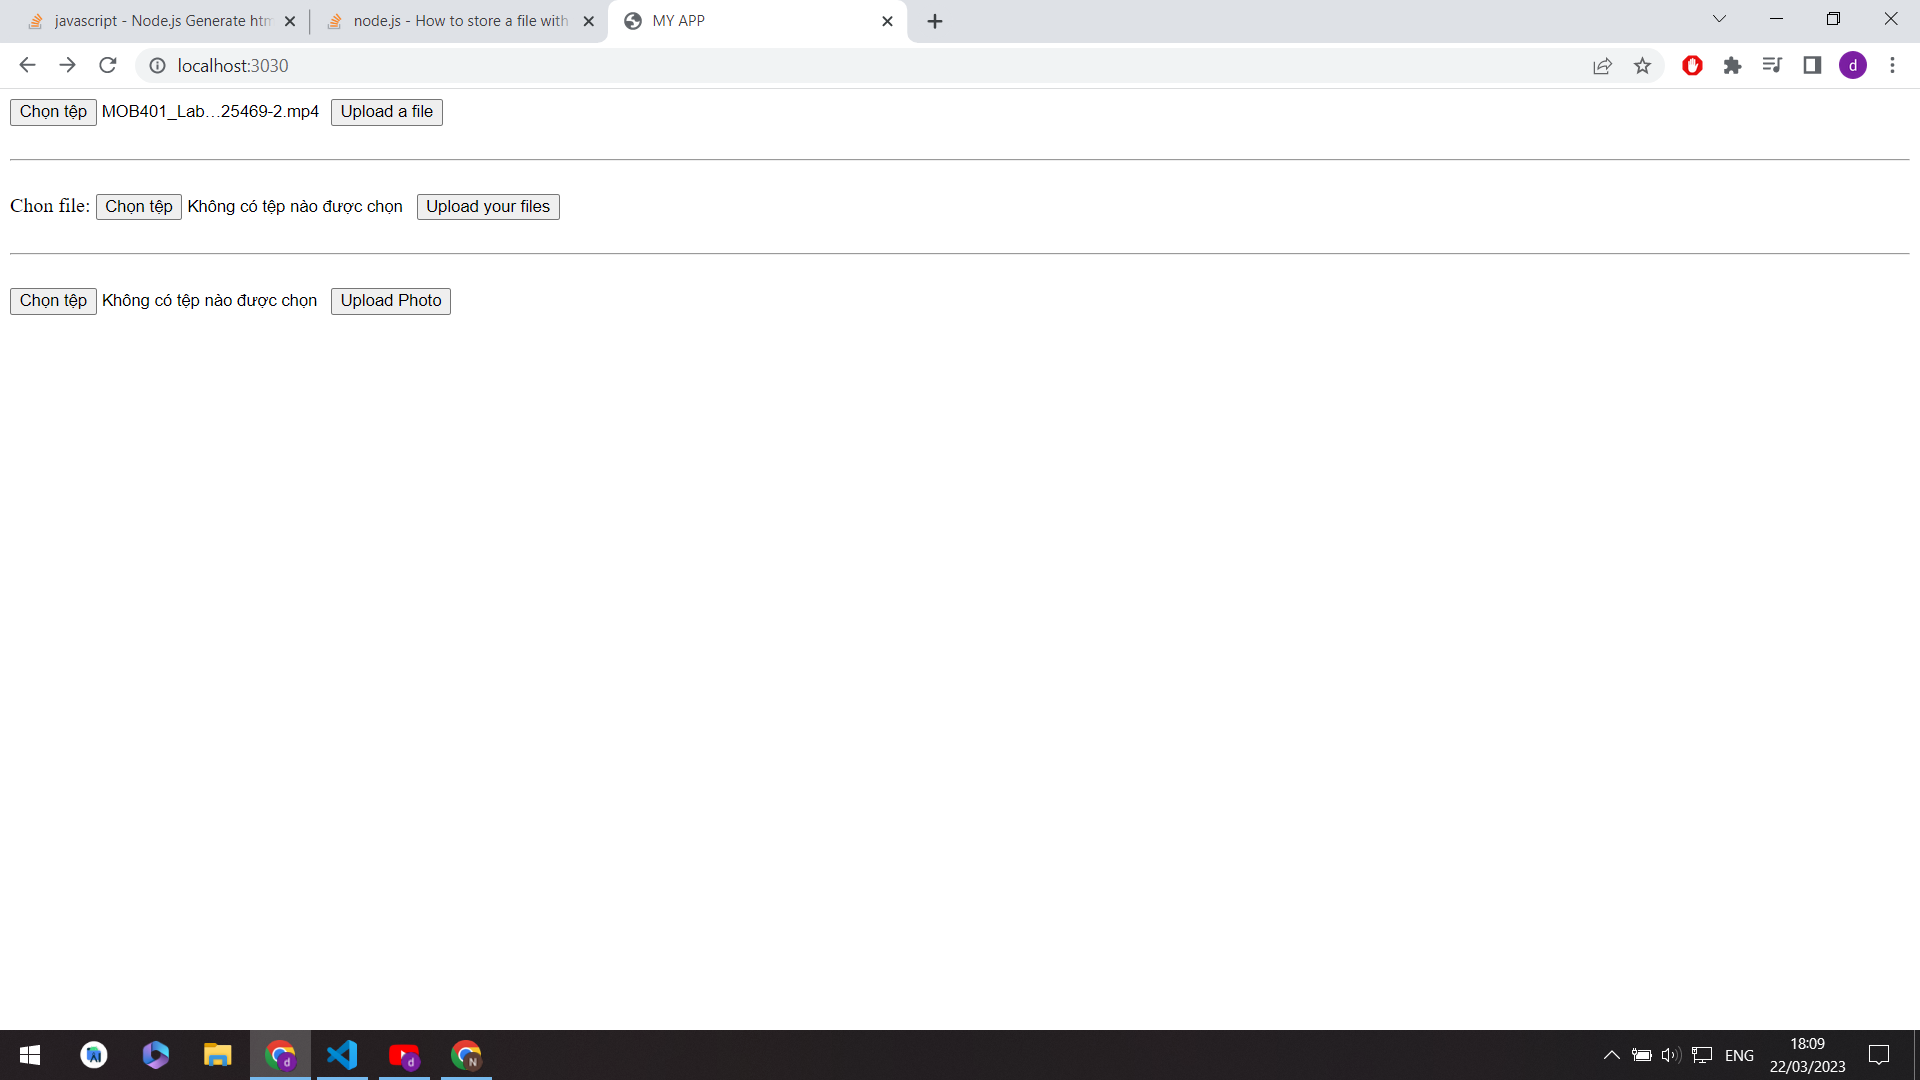 javascript - Node.js Generate htm
node.js - How to store a file with
MY APP
localhost:3030
d
Chọn tệp MOB401_Lab…25469-2.mp4 Upload a file
Chon file: Chọn tệp Không có tệp nào được chọn Upload your files
Chọn tệp Không có tệp nào được chọn Upload Photo
d d N ENG 18:09
22/03/2023